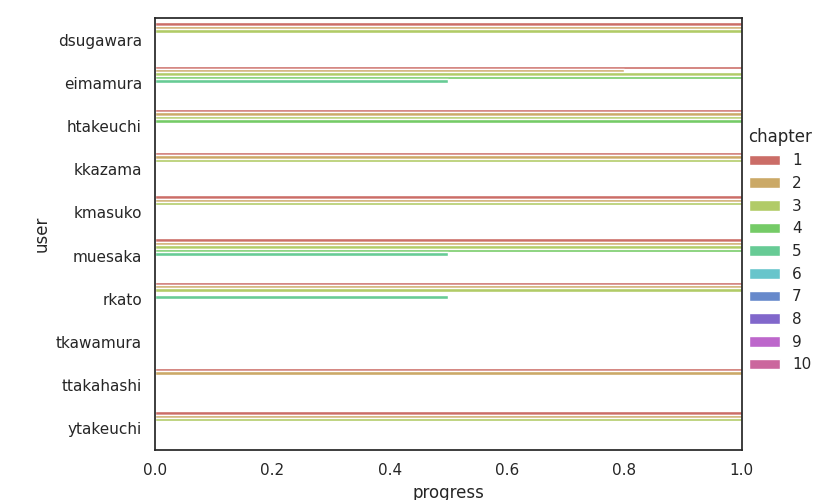 dsugawara
eimamura
htakeuchi
kkazama
kmasuko
muesaka
rkato
tkawamura
ttakahashi
ytakeuchi
user
0.0 0.2 0.4 0.6 0.8 1.0
progress
chapter
1
2
3
4
5
6
7
8
9
10